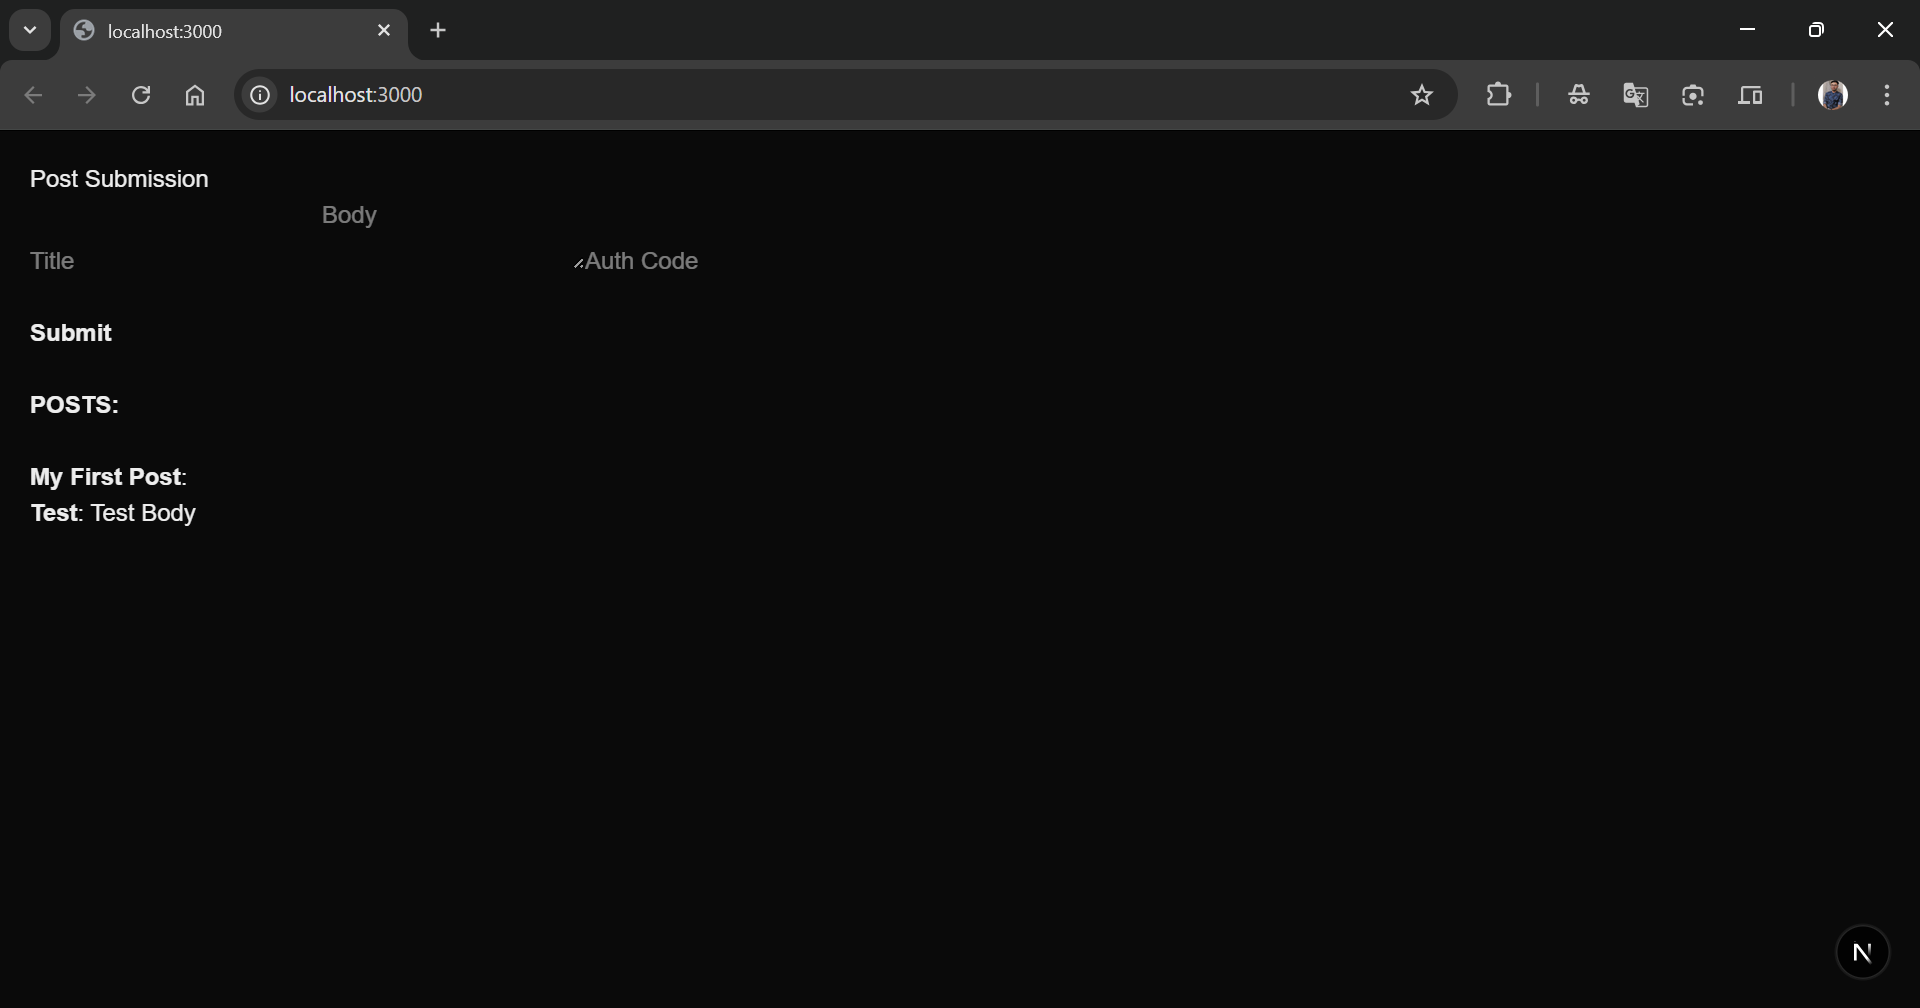 localhost:3000
localhost:3000
Post Submission
Body
Title
Auth Code
Submit
POSTS:
My First Post:
Test: Test Body
N